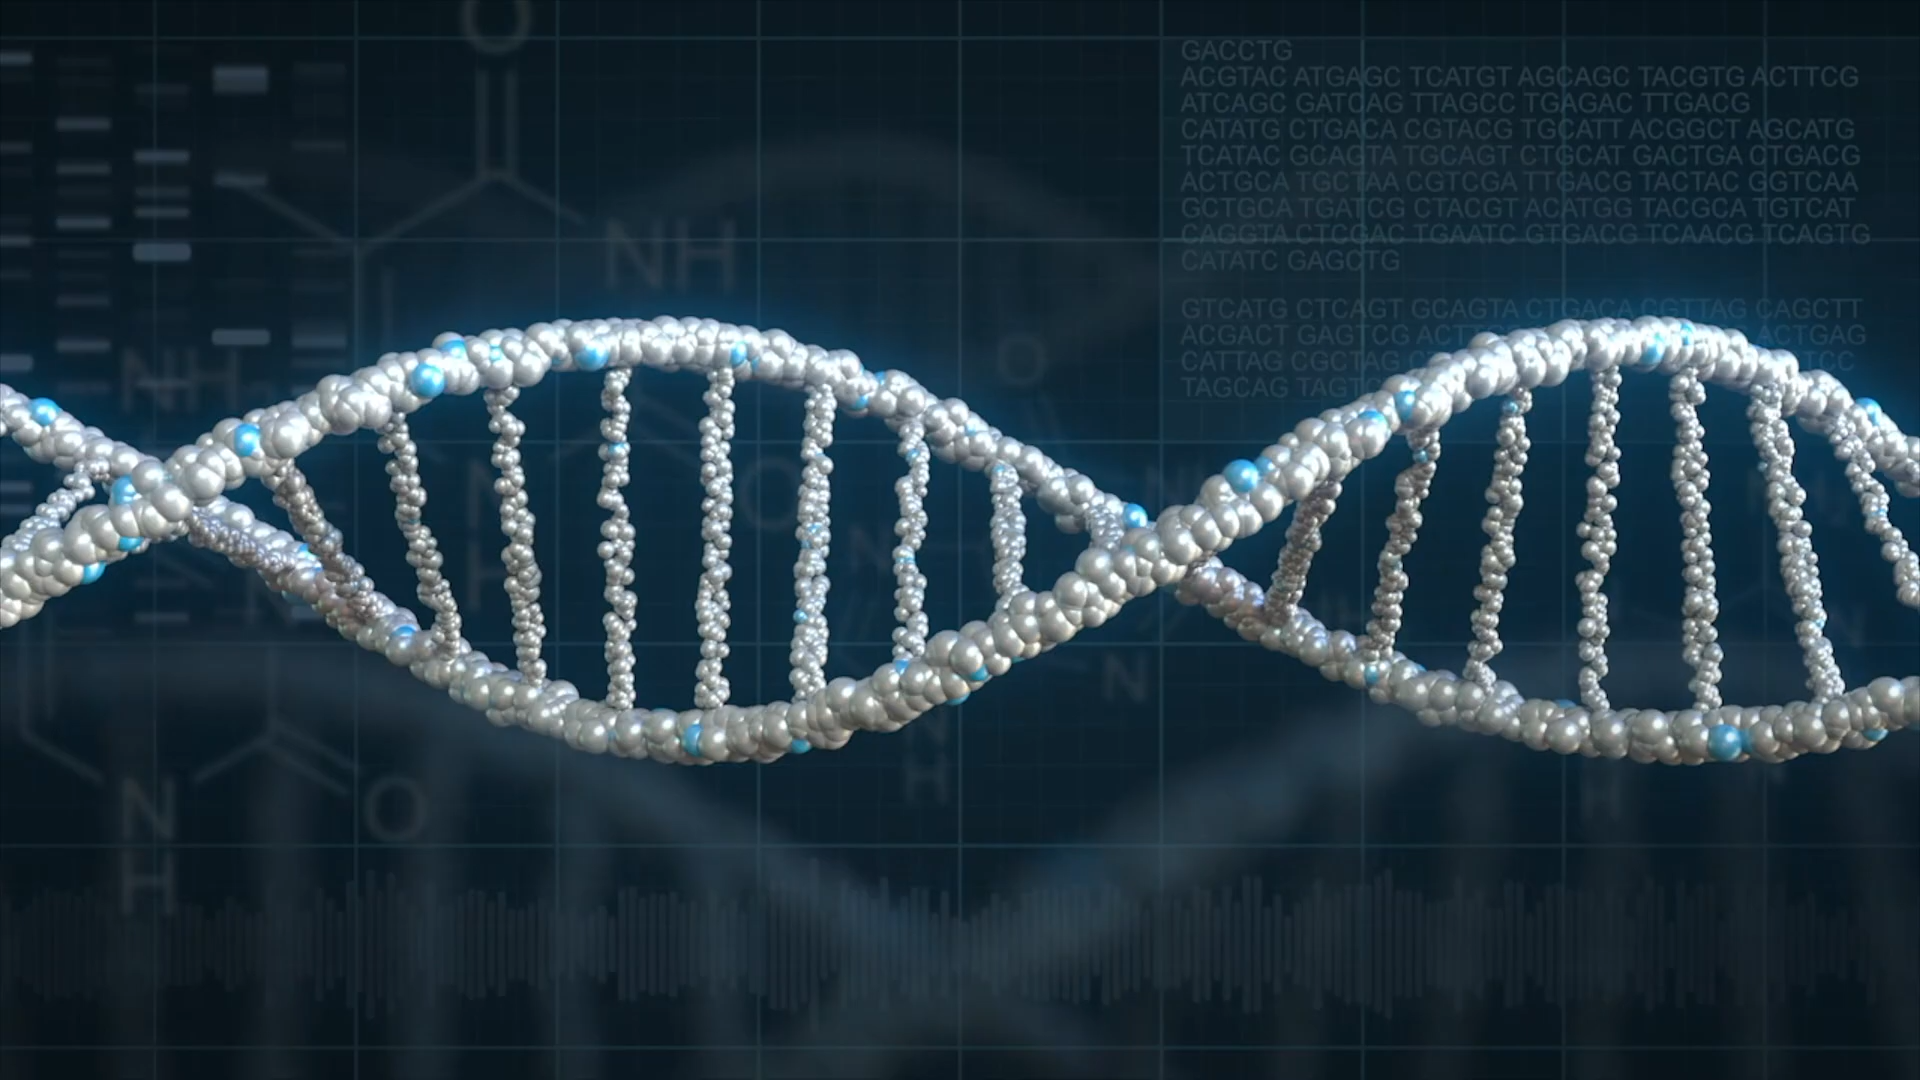 O
NH
GACCTG
ACGTAC ATGAGC TCATGT AGCAGC TACGTG ACTTCG
ATCAGC GATCAG TTAGCC TGAGAC TTGACG
CATATG CTGACA CGTACG TGCATT ACGGCT AGCATG
TCATAC GCAGTA TGCAGT CTGCAT GACTGA CTGACG
ACTGCA TGCTAA CGTCGA TTGACG TACTAC GGTCAA
GCTGCA TGATCG CTACGT ACATGG TACGCA TGTCAT
CAGGTA CTCGAC TGAATC GTGACG TCAACG TCAGTG
CATATC GAGCTG
GTCATG CTCAGT GCAGTA CTGACA CGTTAG CAGCTT
ACGACT GAGTCG
CATTAG CGCTAG
TAGCAG
NH
O
N
H
O
N
N
H
N
H
O